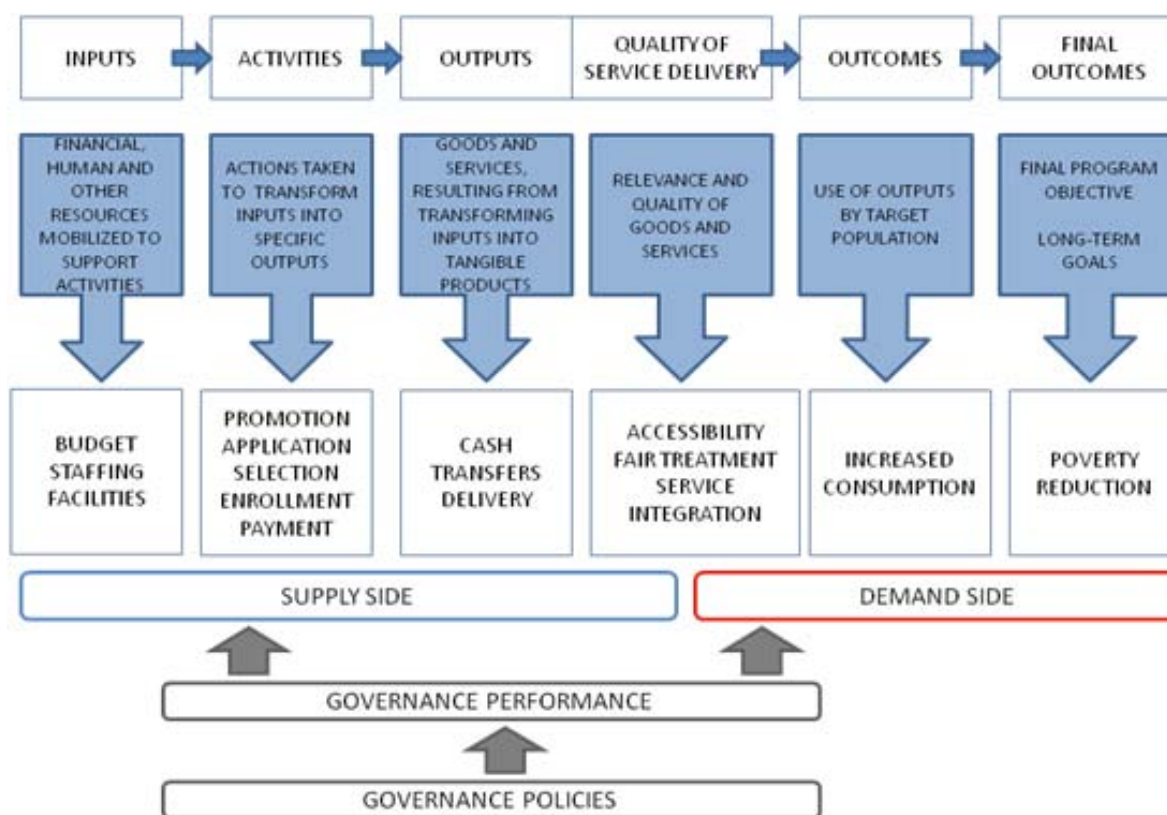 INPUTS
ACTIVITIES
OUTPUTS
QUALITY OF
SERVICE DELIVERY
OUTCOMES
FINAL
OUTCOMES
FINANCIAL,
HUMAN AND
OTHER
RESOURCES
MOBILIZED TO
SUPPORT
ACTIVITIES
ACTIONS TAKEN
TO TRANSFORM
INPUTS INTO
SPECIFIC
OUTPUTS
GOODS AND
SERVICES,
RESULTING FROM
TRANSFORMING
INPUTS INTO
TANGIBLE
PRODUCTS
RELEVANCE AND
QUALITY OF
GOODS AND
SERVICES
USE OF OUTPUTS
BY TARGET
POPULATION
FINAL PROGRAM
OBJECTIVE
LONG-TERM
GOALS
BUDGET
STAFFING
FACILITIES
PROMOTION
APPLICATION
SELECTION
ENROLLMENT
PAYMENT
CASH
TRANSFERS
DELIVERY
ACCESSIBILITY
FAIR TREATMENT
SERVICE
INTEGRATION
INCREASED
CONSUMPTION
POVERTY
REDUCTION
SUPPLY SIDE
DEMAND SIDE
GOVERNANCE PERFORMANCE
GOVERNANCE POLICIES